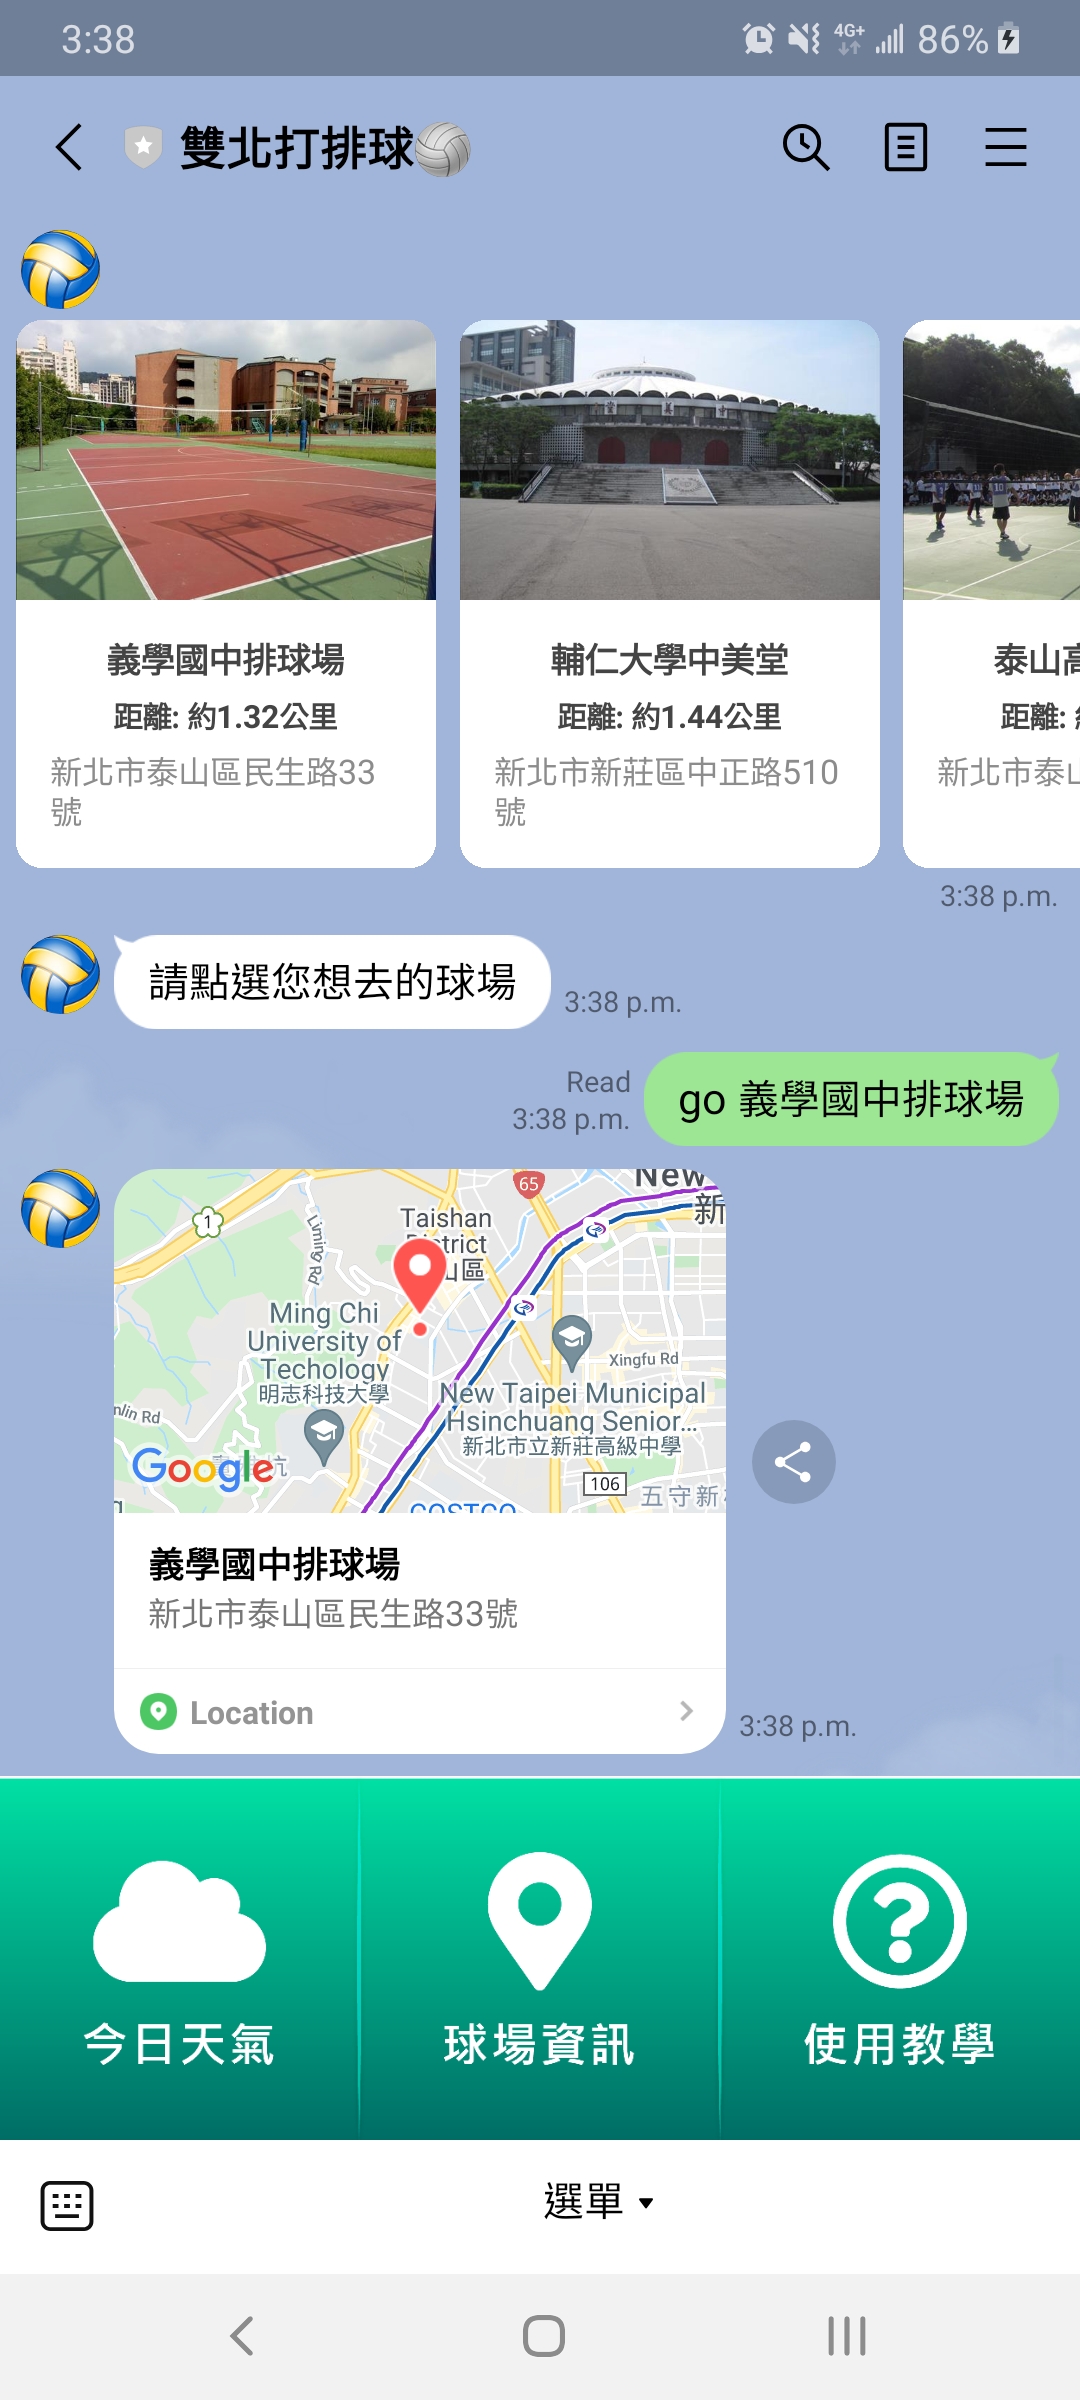 3:38
4G+
86%
雙北打排球
義學國中排球場
距離: 約1.32公里
新北市泰山區民生路33
號
輔仁大學中美堂
距離: 約1.44公里
新北市新莊區中正路510
號
泰山高
距離:
新北市泰山
3:38 p.m.
請點選您想去的球場
3:38 p.m.
Read
3:38 p.m.
go 義學國中排球場
65
New
新
1
Liming Rd
Taishan
District
山區
Ming Chi
University of
Techology
明志科技大學
Xingfu Rd
New Taipei Municipal
Hsinchuang Senior...
新北市立新莊高級中學
nlin Rd
Google
坑
106
五守新
COSTCO
義學國中排球場
新北市泰山區民生路33號
Location
3:38 p.m.
今日天氣
球場資訊
使用教學
選單